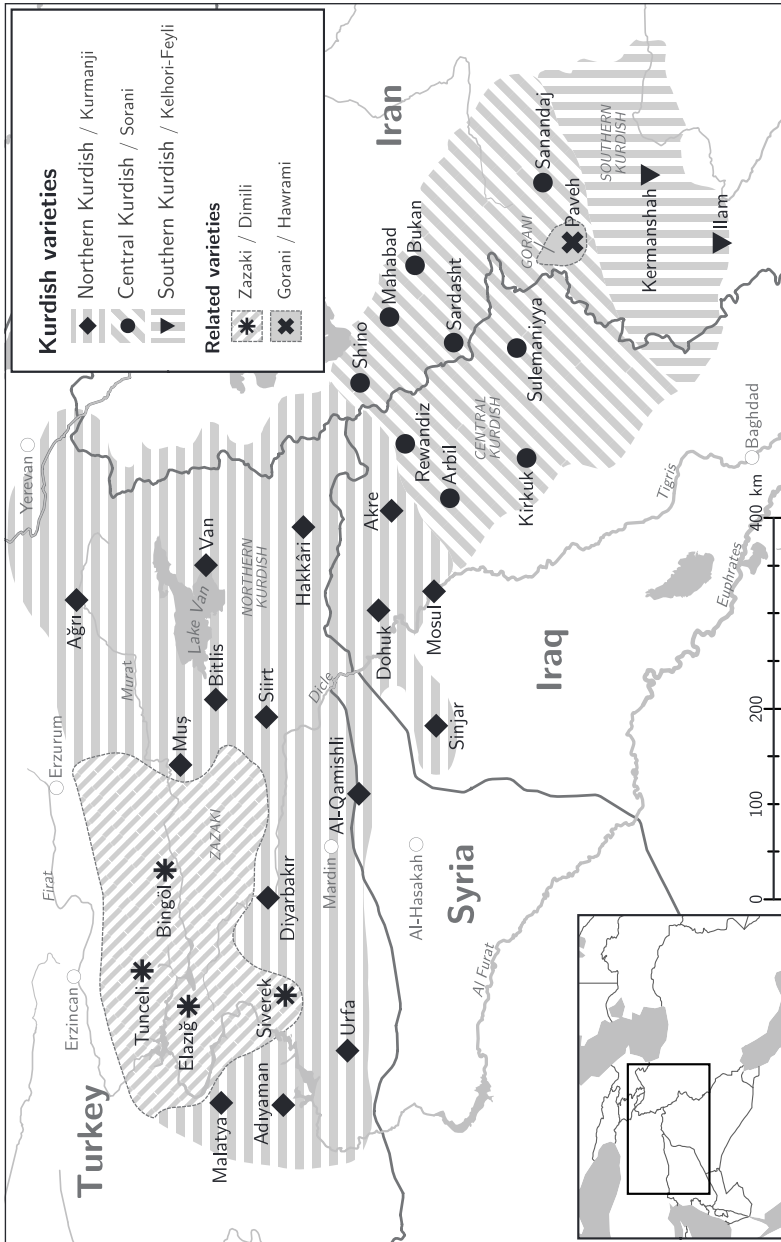 Kurdish varieties
Northern Kurdish / Kurmanji
Central Kurdish / Sorani
Southern Kurdish / Kelhori-Feyli
Related varieties
Zazaki / Dimili
Gorani / Hawrami
Turkey
Iran
Syria
Iraq
Yerevan
Erzurum
Erzincan
Firat
Murat
Ağrı
Muş
Bitlis
Lake Van
Van
NORTHERN
KURDISH
Hakkâri
Siirt
Tunceli
Bingöl
ZAZAKI
Elazığ
Malatya
Adıyaman
Siverek
Diyarbakır
Urfa
Mardin
Dicle
Al-Qamishli
Al-Hasakah
Al Furat
Dohuk
Akre
Mosul
Sinjar
Shino
Mahabad
Bukan
Sardasht
Rewandiz
Arbil
CENTRAL
KURDISH
Kirkuk
Sulemaniyya
Sanandaj
GORANI
Paveh
SOUTHERN
KURDISH
Kermanshah
Ilam
Baghdad
Tigris
Euphrates
0
100
200
400 km